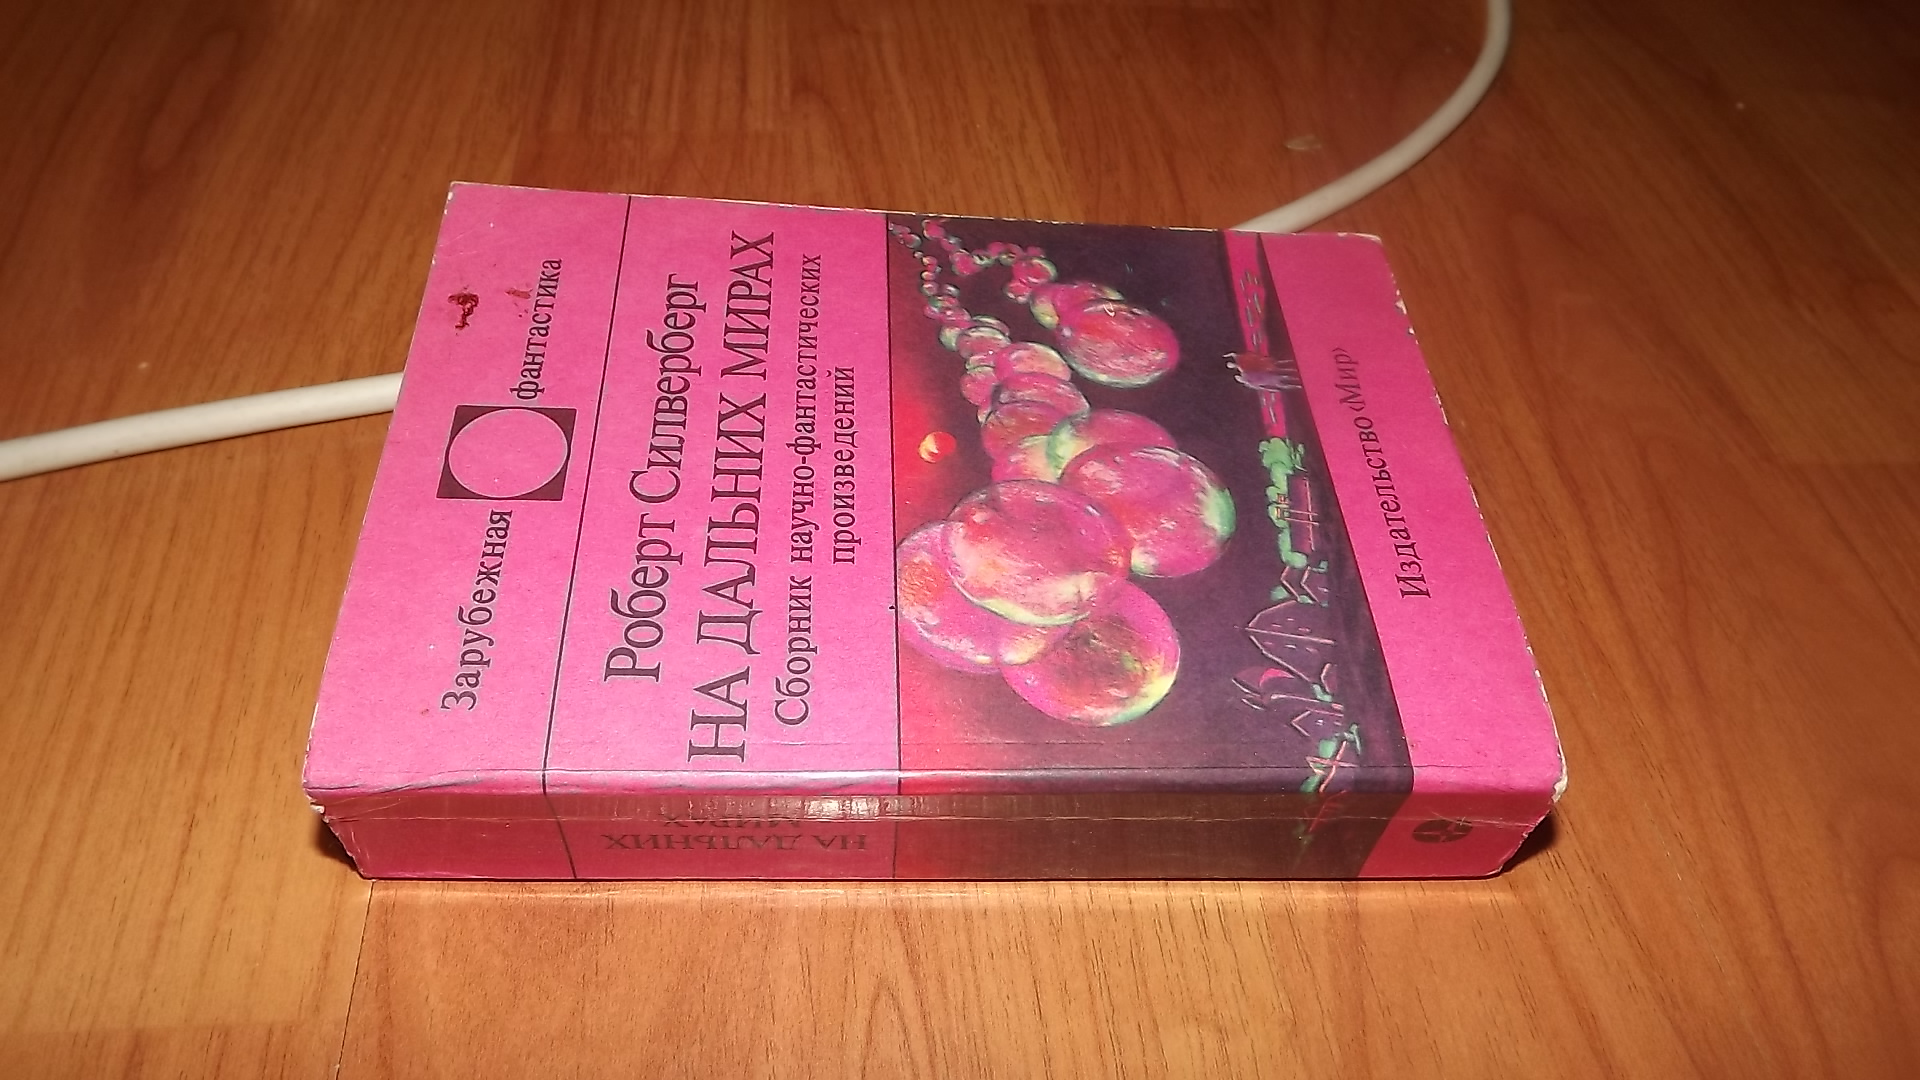 Зарубежная
фантастика
Роберт Силверберг
НА ДАЛЬНИХ МИРАХ
Сборник научно-фантастических
произведений
Издательство ‹Мир›
НА ДАЛЬНИХ
МИРАХ